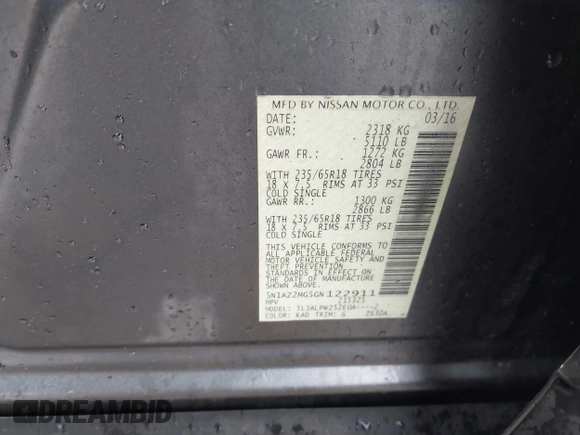 MFD BY NISSAN MOTOR CO., LTD.
DATE: 03/16
GVWR: 2318 KG
5110 LB
GAWR FR.: 1272 KG
2804 LB
WITH 235/65R18 TIRES
18 X 7.5 RIMS AT 33 PSI
COLD SINGLE
GAWR RR.: 1300 KG
2866 LB
WITH 235/65R18 TIRES
18 X 7.5 RIMS AT 33 PSI
COLD SINGLE
THIS VEHICLE CONFORMS TO
ALL APPLICABLE FEDERAL
MOTOR VEHICLE SAFETY AND
THEFT PREVENTION
STANDARDS IN EFFECT ON
THE DATE OF MANUFACTURE
SHOWN ABOVE.
5N1AZ2MG5GN122911
MPV 215323
MODEL:
COLOR: KAD TRIM: G
DREAMBID